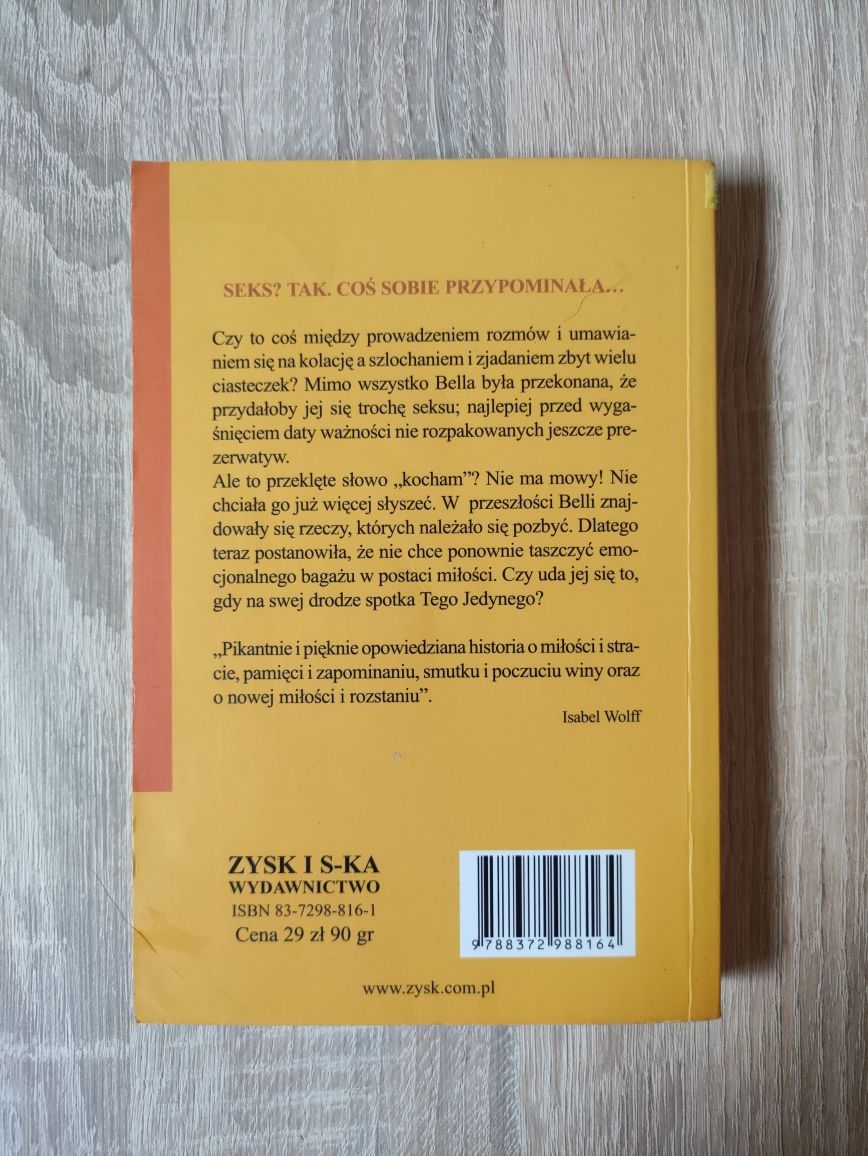 SEKS? TAK. COŚ SOBIE PRZYPOMINAŁA...
Czy to coś między prowadzeniem rozmów i umawia-
niem się na kolację a szlochaniem i zjadaniem zbyt wielu
ciasteczek? Mimo wszystko Bella była przekonana, że
przydałoby jej się trochę seksu; najlepiej przed wyga-
śnięciem daty ważności nie rozpakowanych jeszcze pre-
zerwatyw.
Ale to przeklęte słowo „kocham”? Nie ma mowy! Nie
chciała go już więcej słyszeć. W przeszłości Belli znaj-
dowały się rzeczy, których należało się pozbyć. Dlatego
teraz postanowiła, że nie chce ponownie taszczyć emo-
cjonalnego bagażu w postaci miłości. Czy uda jej się to,
gdy na swej drodze spotka Tego Jedynego?
„Pikantnie i pięknie opowiedziana historia o miłości i stra-
cie, pamięci i zapominaniu, smutku i poczuciu winy oraz
o nowej miłości i rozstaniu”.
Isabel Wolff
ZYSK I S-KA
WYDAWNICTWO
ISBN 83-7298-816-1
Cena 29 zł 90 gr
9 788372 988164
www.zysk.com.pl